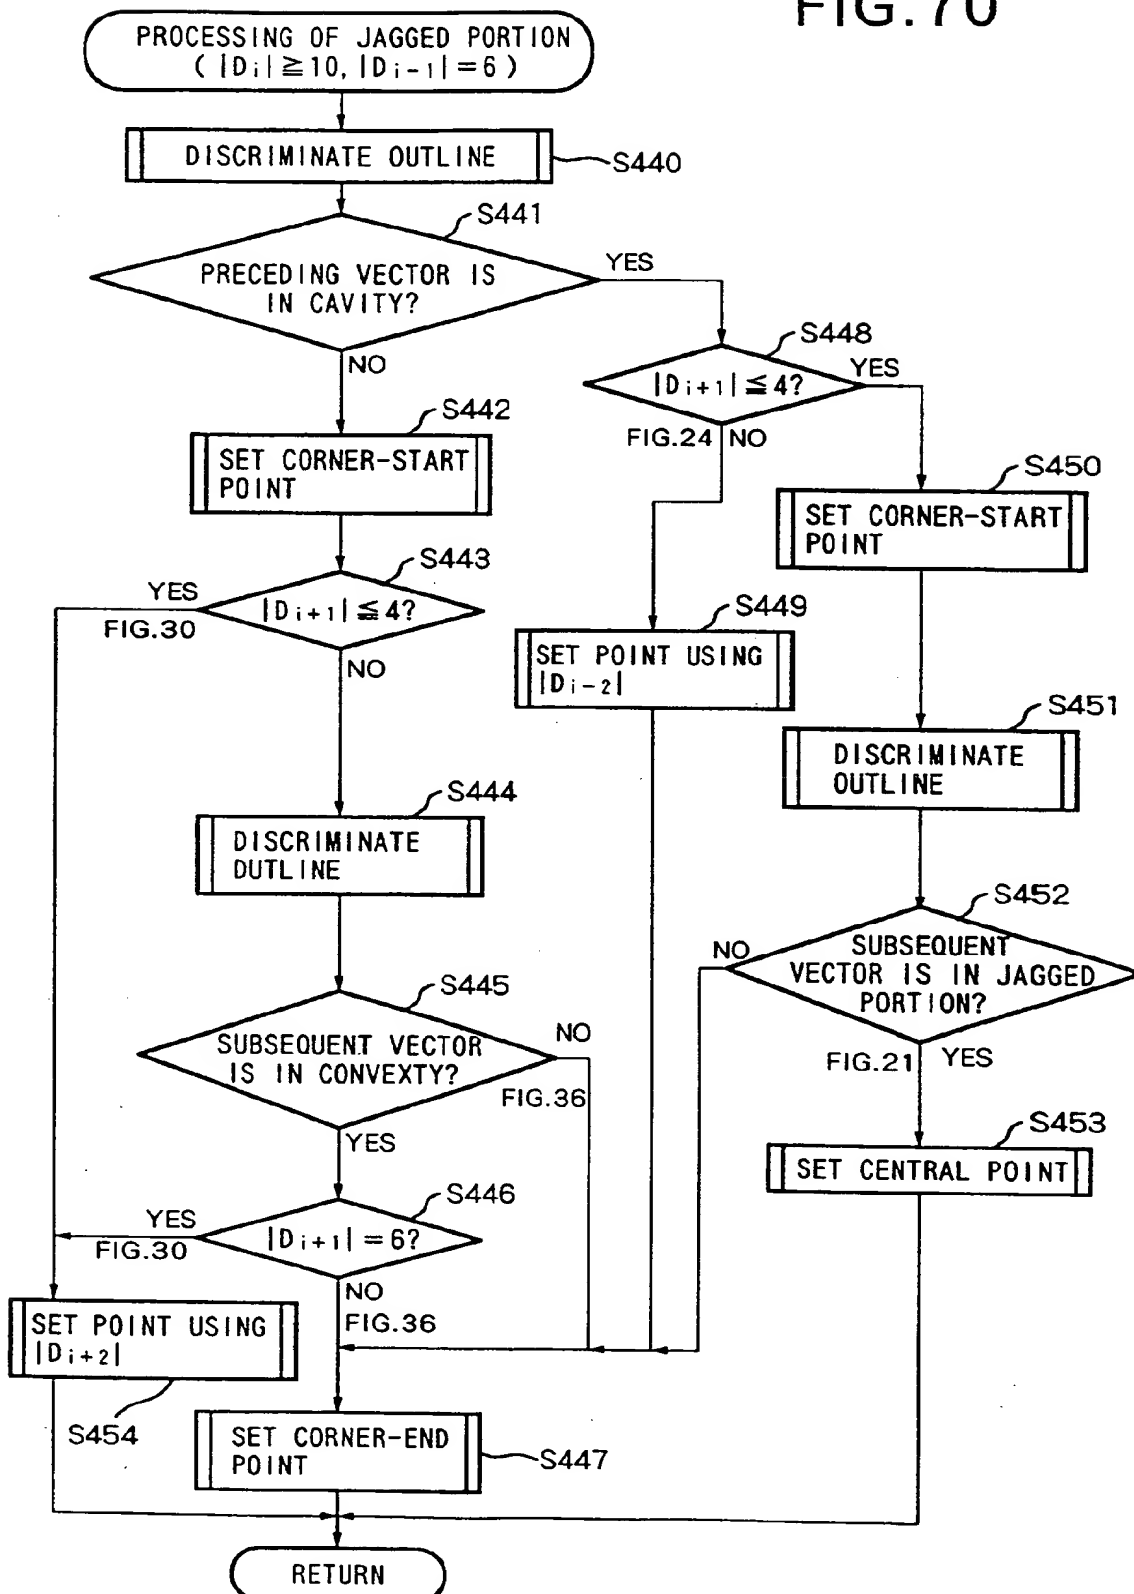 FIG.70
PROCESSING OF JAGGED PORTION
(|Di|≧10, |Di-1|=6)
DISCRIMINATE OUTLINE
S440
S441
PRECEDING VECTOR IS
IN CAVITY?
YES
NO
S448
|Di+1|≦4?
YES
FIG.24
NO
S442
SET CORNER-START
POINT
S450
SET CORNER-START
POINT
S443
YES
|Di+1|≦4?
FIG.30
NO
S449
SET POINT USING
|Di-2|
S451
DISCRIMINATE
OUTLINE
S444
DISCRIMINATE
DUTLINE
S452
NO
SUBSEQUENT
VECTOR IS IN JAGGED
PORTION?
FIG.21
YES
S445
SUBSEQUENT VECTOR
IS IN CONVEXTY?
NO
FIG.36
YES
S453
SET CENTRAL POINT
S446
YES
|Di+1|=6?
FIG.30
NO
FIG.36
SET POINT USING
|Di+2|
S454
SET CORNER-END
POINT
S447
RETURN